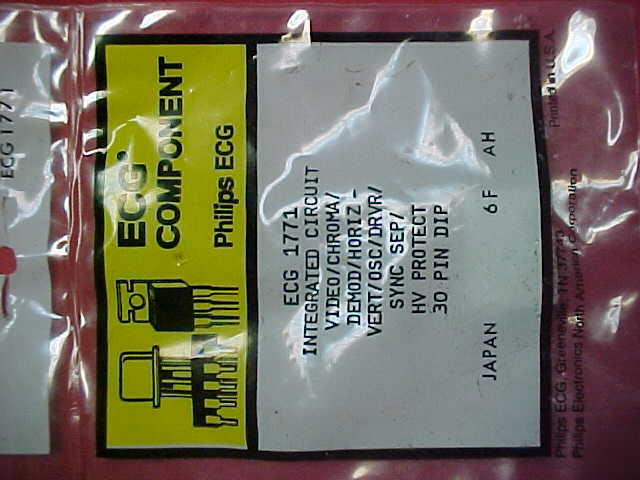 ECG 1771
ECG®
COMPONENT
Philips ECG
ECG 1771
INTEGRATED CIRCUIT
VIDEO/CHROMA/
DEMOD/HORIZ-
VERT/OSC/DRVR/
SYNC SEP/
HV PROTECT
30 PIN DIP
JAPAN 6F AH
Philips ECG, Greeneville, TN 37743 Printed in U.S.A.
Philips Electronics North American Corporation